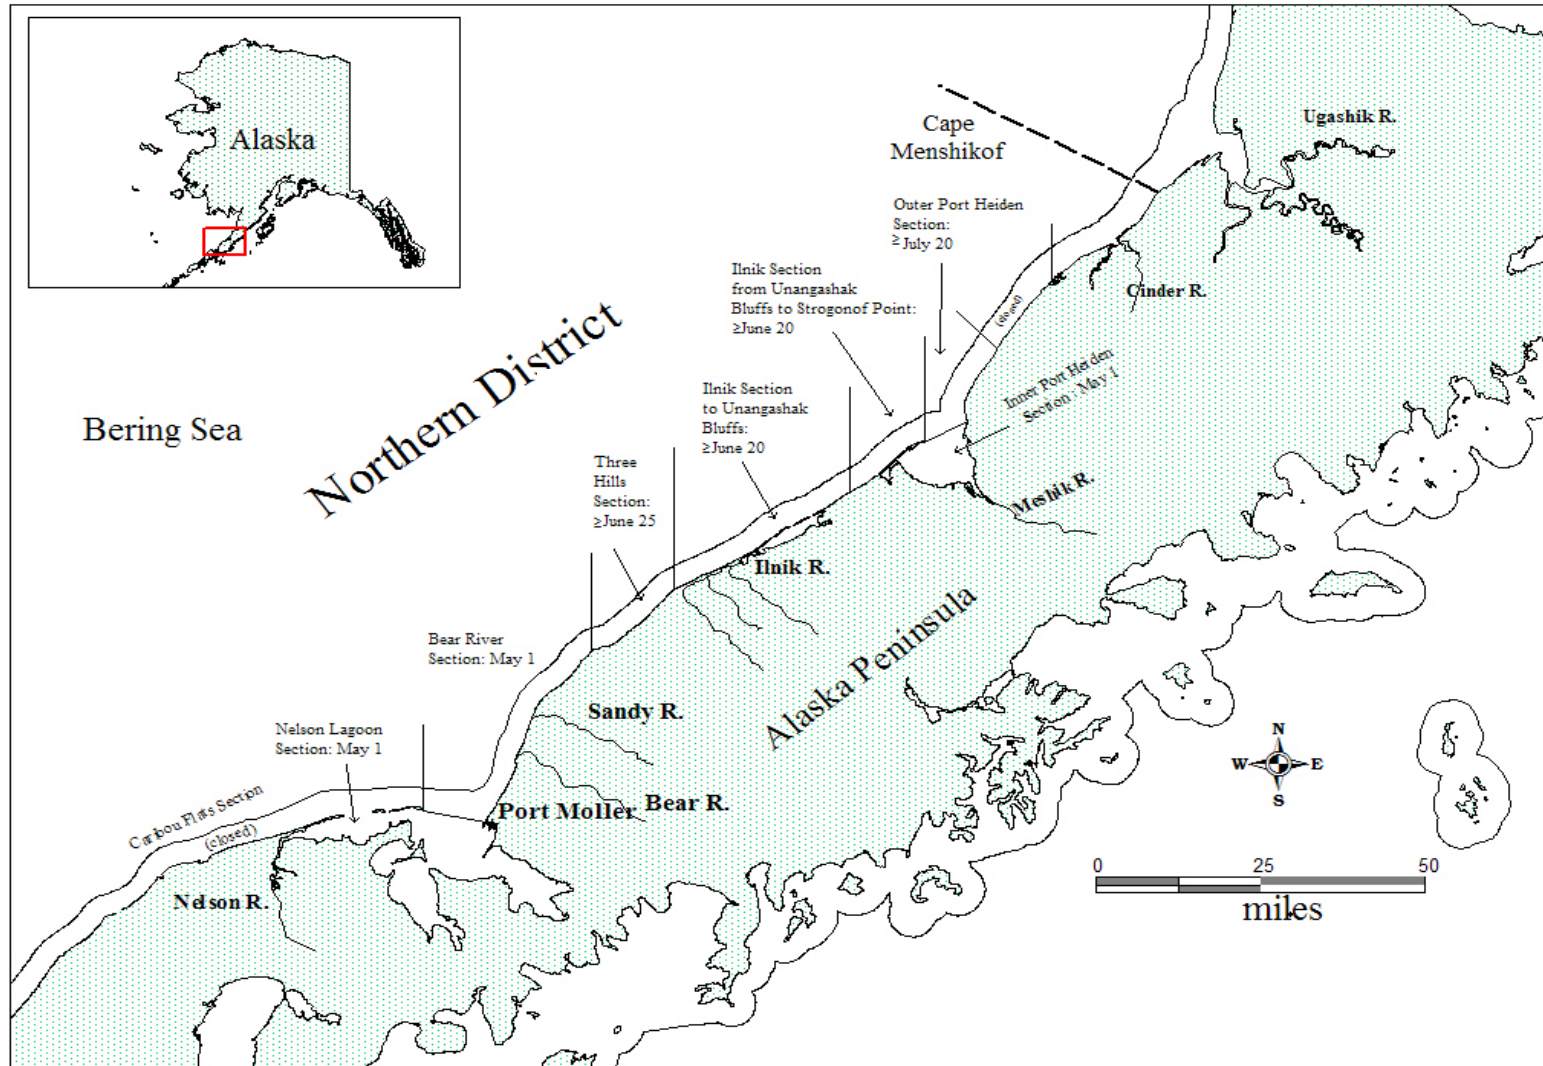 Alaska
Cape
Menshikof
Ugashik R.
Outer Port Heiden
Section:
≥
July 20
Ilnik Section
from Unangashak
Bluffs to Strogonof Point:
≥June 20
(closed)
Cinder R.
Northern District
Bering Sea
Ilnik Section
to Unangashak
Bluffs:
≥June 20
Inner Port Heiden
Section : May 1
Three
Hills
Section:
≥June 25
Meshik R.
Ilnik R.
Bear River
Section: May 1
Alaska Peninsula
Sandy R.
Nelson Lagoon
Section: May 1
N
W
E
S
Caribou Flats Section
(closed)
Port Moller
Bear R.
Nelson R.
0
25
50
miles